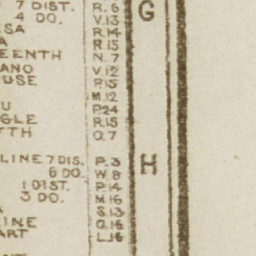 7 DIST. R.6 G
4 DO. V.13
SA R.14
A R.15
EENTH N.7
ANO V.12
USE R.15
M.12
U P.24
GLE R.15
TH O.7
LINE 7 DIS. P.3 H
6 DO. W.8
1 DIST. P.14
3 DO. M.16
S.13
INE O.16
ART L.16